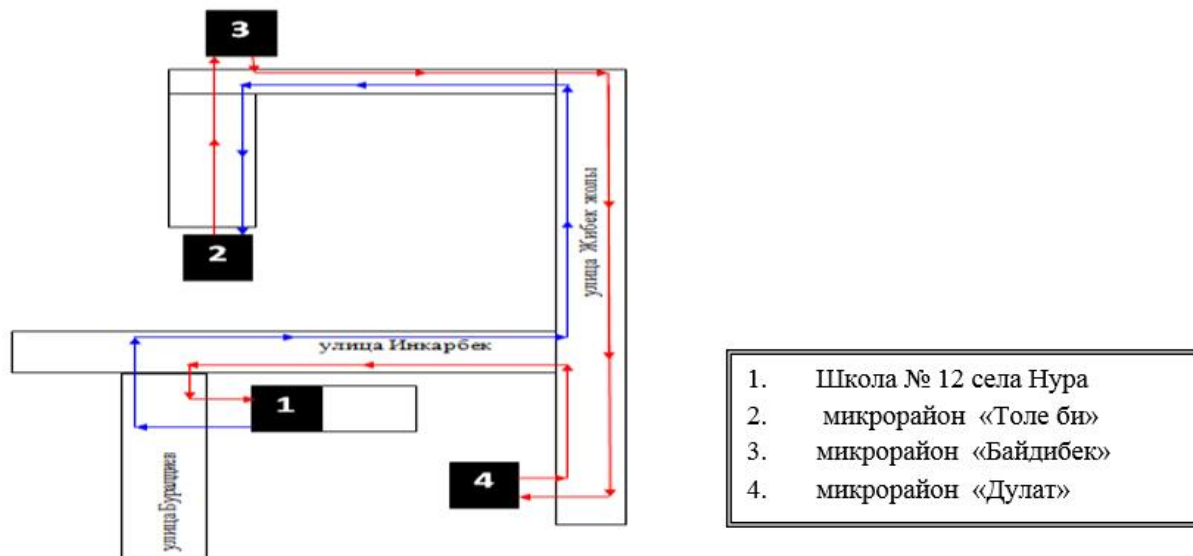 3
2
улица Жибек жолы
улица Инкарбек
1
4
улица Буралдиев
1. Школа № 12 села Нура
2. микрорайон «Толе би»
3. микрорайон «Байдибек»
4. микрорайон «Дулат»